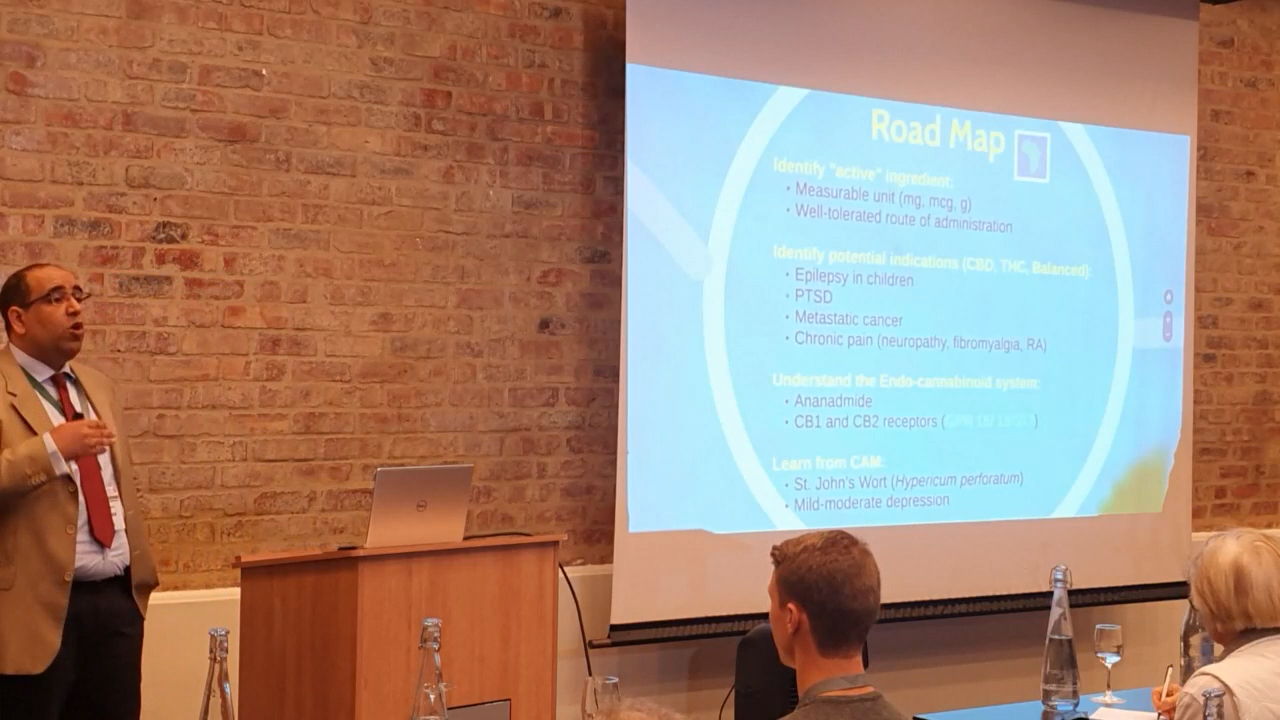 Road Map
Identify "active" ingredient:
• Measurable unit (mg, mcg, g)
• Well-tolerated route of administration
Identify potential indications (CBD, THC, Balanced):
• Epilepsy in children
• PTSD
• Metastatic cancer
• Chronic pain (neuropathy, fibromyalgia, RA)
Understand the Endo-cannabinoid system:
• Ananadmide
• CB1 and CB2 receptors (
Learn from CAM:
• St. John's Wort (Hypericum perforatum)
• Mild-moderate depression
DELL